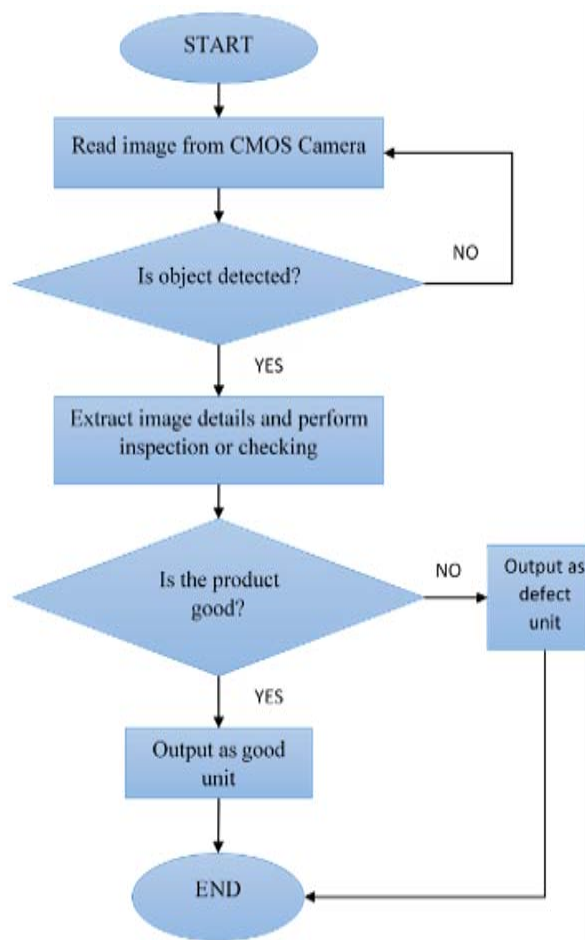 START
Read image from CMOS Camera
NO
Is object detected?
YES
Extract image details and perform
inspection or checking
Is the product
good?
NO
Output as
defect
unit
YES
Output as good
unit
END